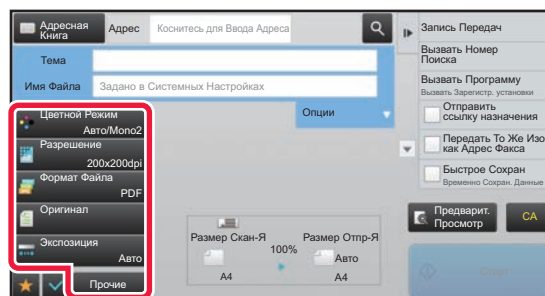 Адресная
Книга
Адрес
Коснитесь для Ввода Адреса
Тема
Имя Файла
Задано в Системных Настройках
Опции
Цветной Режим
Авто/Mono2
Разрешение
200x200dpi
Формат Файла
PDF
Оригинал
Экспозиция
Авто
Прочие
Размер Скан-Я
A4
100%
Размер Отпр-Я
Авто
A4
Запись Передач
Вызвать Номер
Поиска
Вызвать Программу
Вызвать Зарегистр. установки
Отправить
ссылку назначения
Передать То Же Изо
как Адрес Факса
Быстрое Сохран
Временно Сохран. Данные
Предварит.
Просмотр
CA